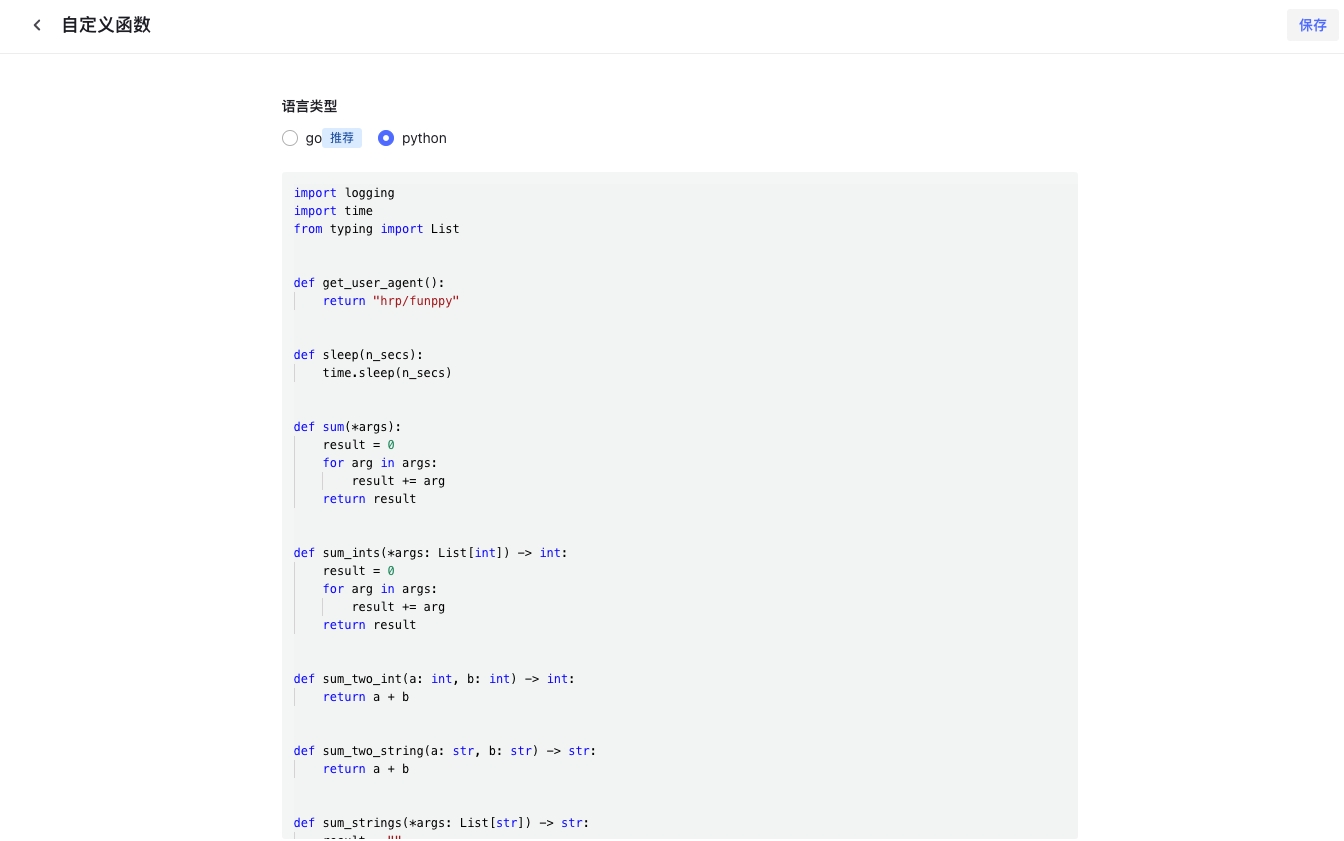 自定义函数
保存
语言类型
go 推荐 python
import logging
import time
from typing import List
def get_user_agent():
    return "hrp/funppy"
def sleep(n_secs):
    time.sleep(n_secs)
def sum(*args):
    result = 0
    for arg in args:
        result += arg
    return result
def sum_ints(*args: List[int]) -> int:
    result = 0
    for arg in args:
        result += arg
    return result
def sum_two_int(a: int, b: int) -> int:
    return a + b
def sum_two_string(a: str, b: str) -> str:
    return a + b
def sum_strings(*args: List[str]) -> str:
    result = ""